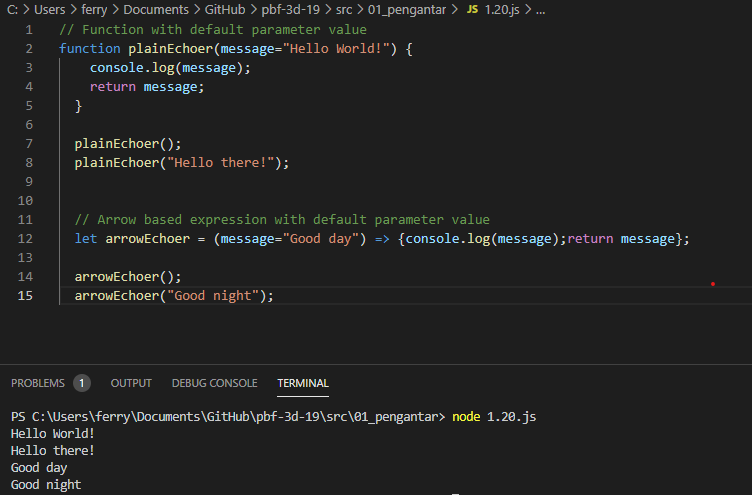 C: > Users > ferry > Documents > GitHub > pbf-3d-19 > src > 01_pengantar > JS 1.20.js > ...
1 // Function with default parameter value
2 function plainEchoer(message="Hello World!") {
3 console.log(message);
4 return message;
5 }
6
7 plainEchoer();
8 plainEchoer("Hello there!");
9
10
11 // Arrow based expression with default parameter value
12 let arrowEchoer = (message="Good day") => {console.log(message);return message};
13
14 arrowEchoer();
15 arrowEchoer("Good night");
PROBLEMS 1 OUTPUT DEBUG CONSOLE TERMINAL
PS C:\Users\ferry\Documents\GitHub\pbf-3d-19\src\01_pengantar> node 1.20.js
Hello World!
Hello there!
Good day
Good night